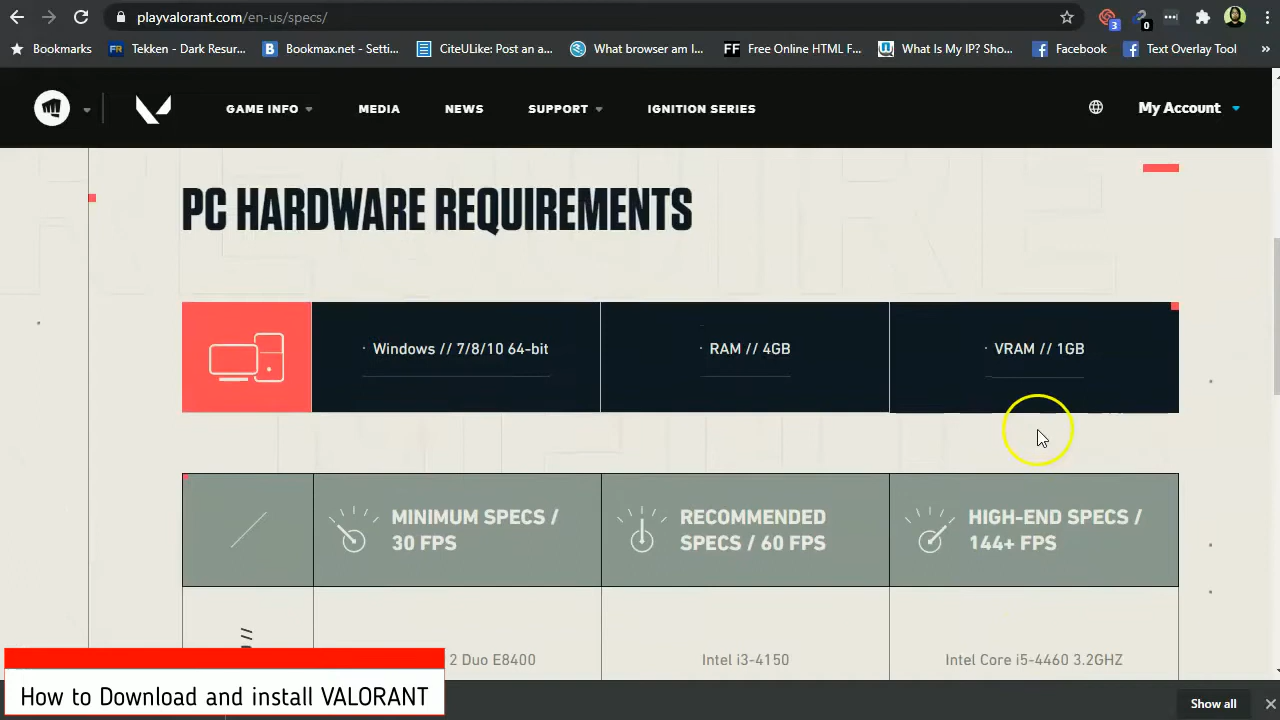 playvalorant.com/en-us/specs/
3
0
Bookmarks
Tekken - Dark Resur...
Bookmax.net - Setti...
CiteULike: Post an a...
What browser am I...
FF Free Online HTML F...
What Is My IP? Sho...
Facebook
Text Overlay Tool
»
GAME INFO
MEDIA
NEWS
SUPPORT
IGNITION SERIES
My Account
PC HARDWARE REQUIREMENTS
· Windows // 7/8/10 64-bit
· RAM // 4GB
· VRAM // 1GB
MINIMUM SPECS /
30 FPS
RECOMMENDED
SPECS / 60 FPS
HIGH-END SPECS /
144+ FPS
//
2 Duo E8400
Intel i3-4150
Intel Core i5-4460 3.2GHZ
How to Download and install VALORANT
Show all